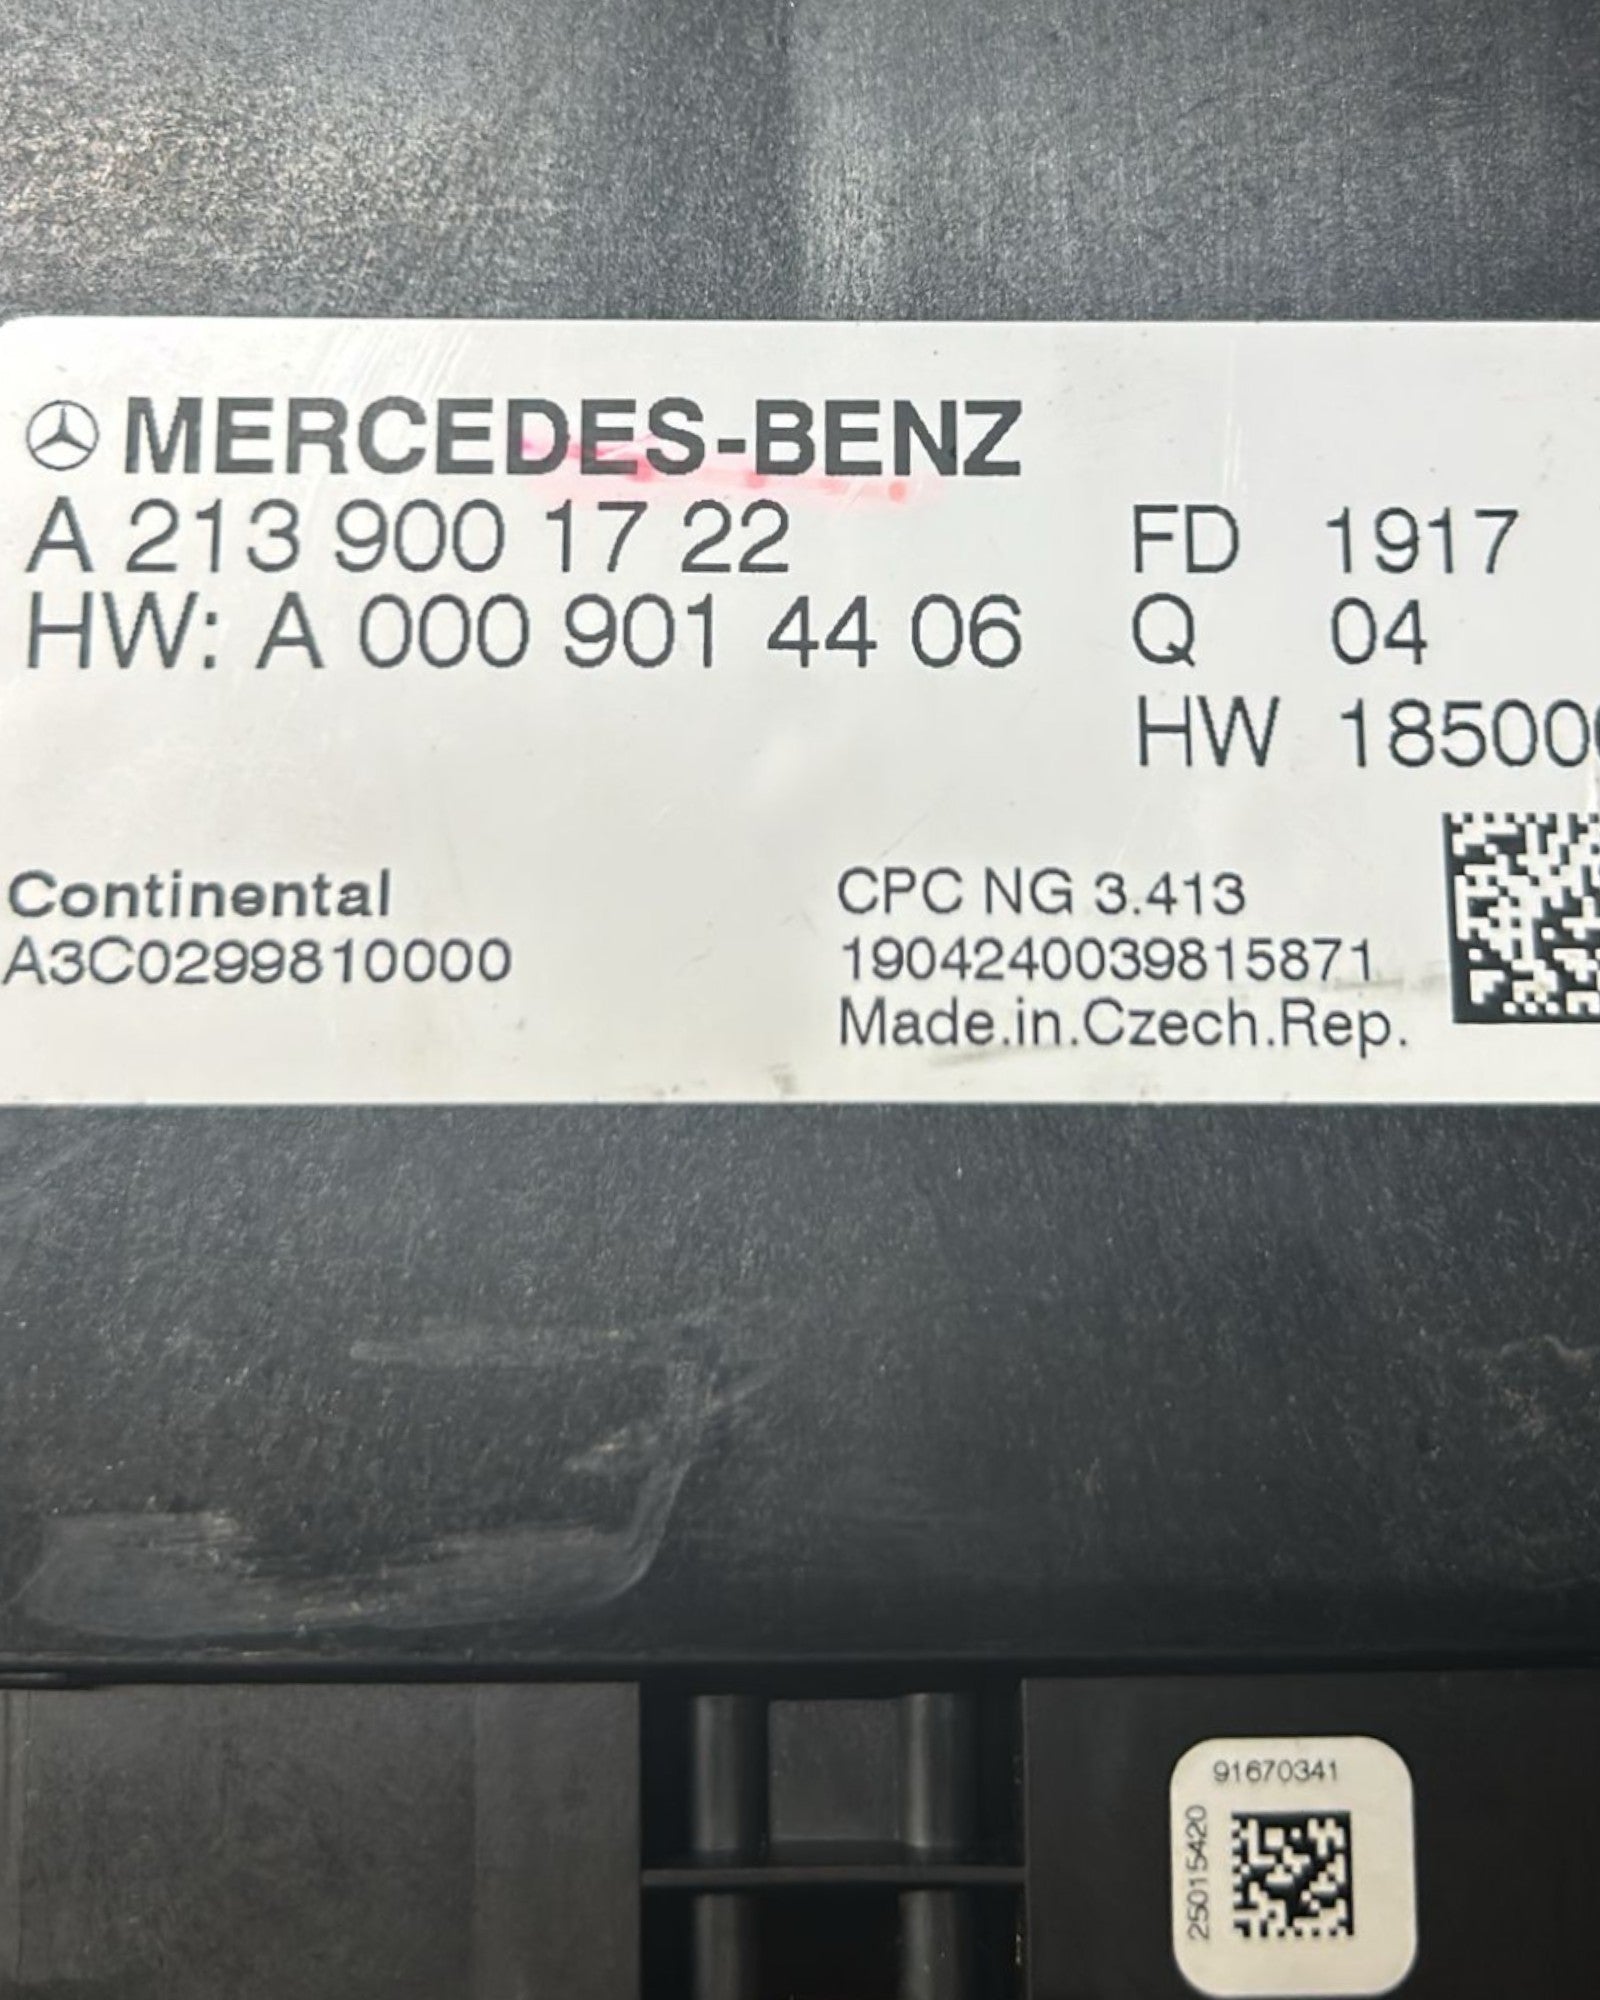 MERCEDES-BENZ
A 213 900 17 22
FD 1917
HW: A 000 901 44 06
Q 04
HW 18500
Continental
CPC NG 3.413
A3C0299810000
1904240039815871
Made.in.Czech.Rep.
91670341
25015420